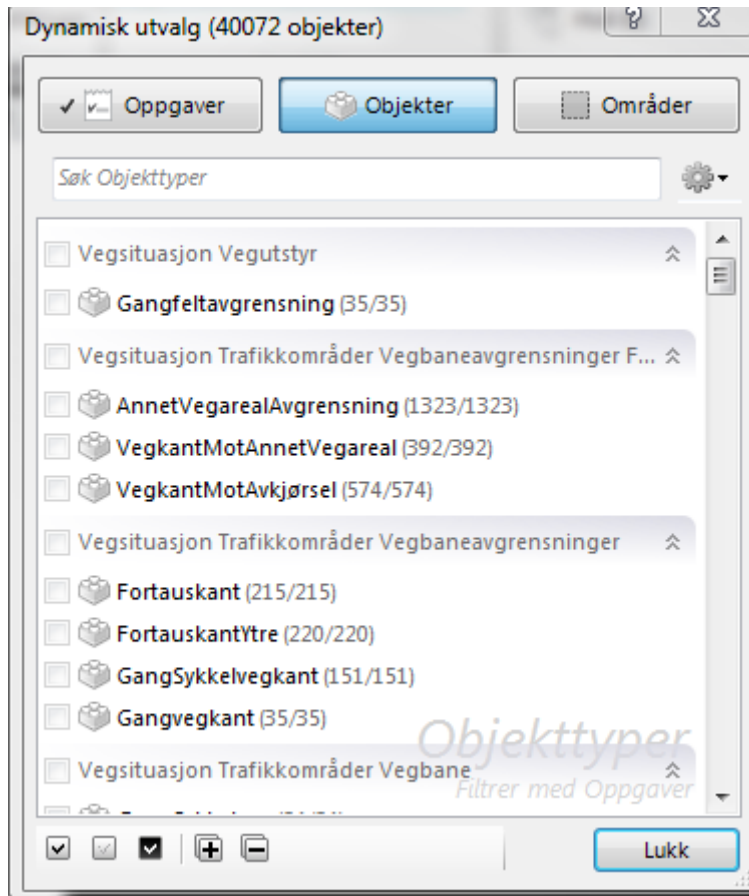 Dynamisk utvalg (40072 objekter)
Oppgaver
Objekter
Områder
Søk Objekttyper
Vegsituasjon Vegutstyr
Gangfeltavgrensning (35/35)
Vegsituasjon Trafikkområder Vegbaneavgrensninger F...
AnnetVegarealAvgrensning (1323/1323)
VegkantMotAnnetVegareal (392/392)
VegkantMotAvkjørsel (574/574)
Vegsituasjon Trafikkområder Vegbaneavgrensninger
Fortauskant (215/215)
FortauskantYtre (220/220)
GangSykkelvegkant (151/151)
Gangvegkant (35/35)
Objekttyper
Vegsituasjon Trafikkområder Vegbane
Filtrer med Oppgaver
Lukk